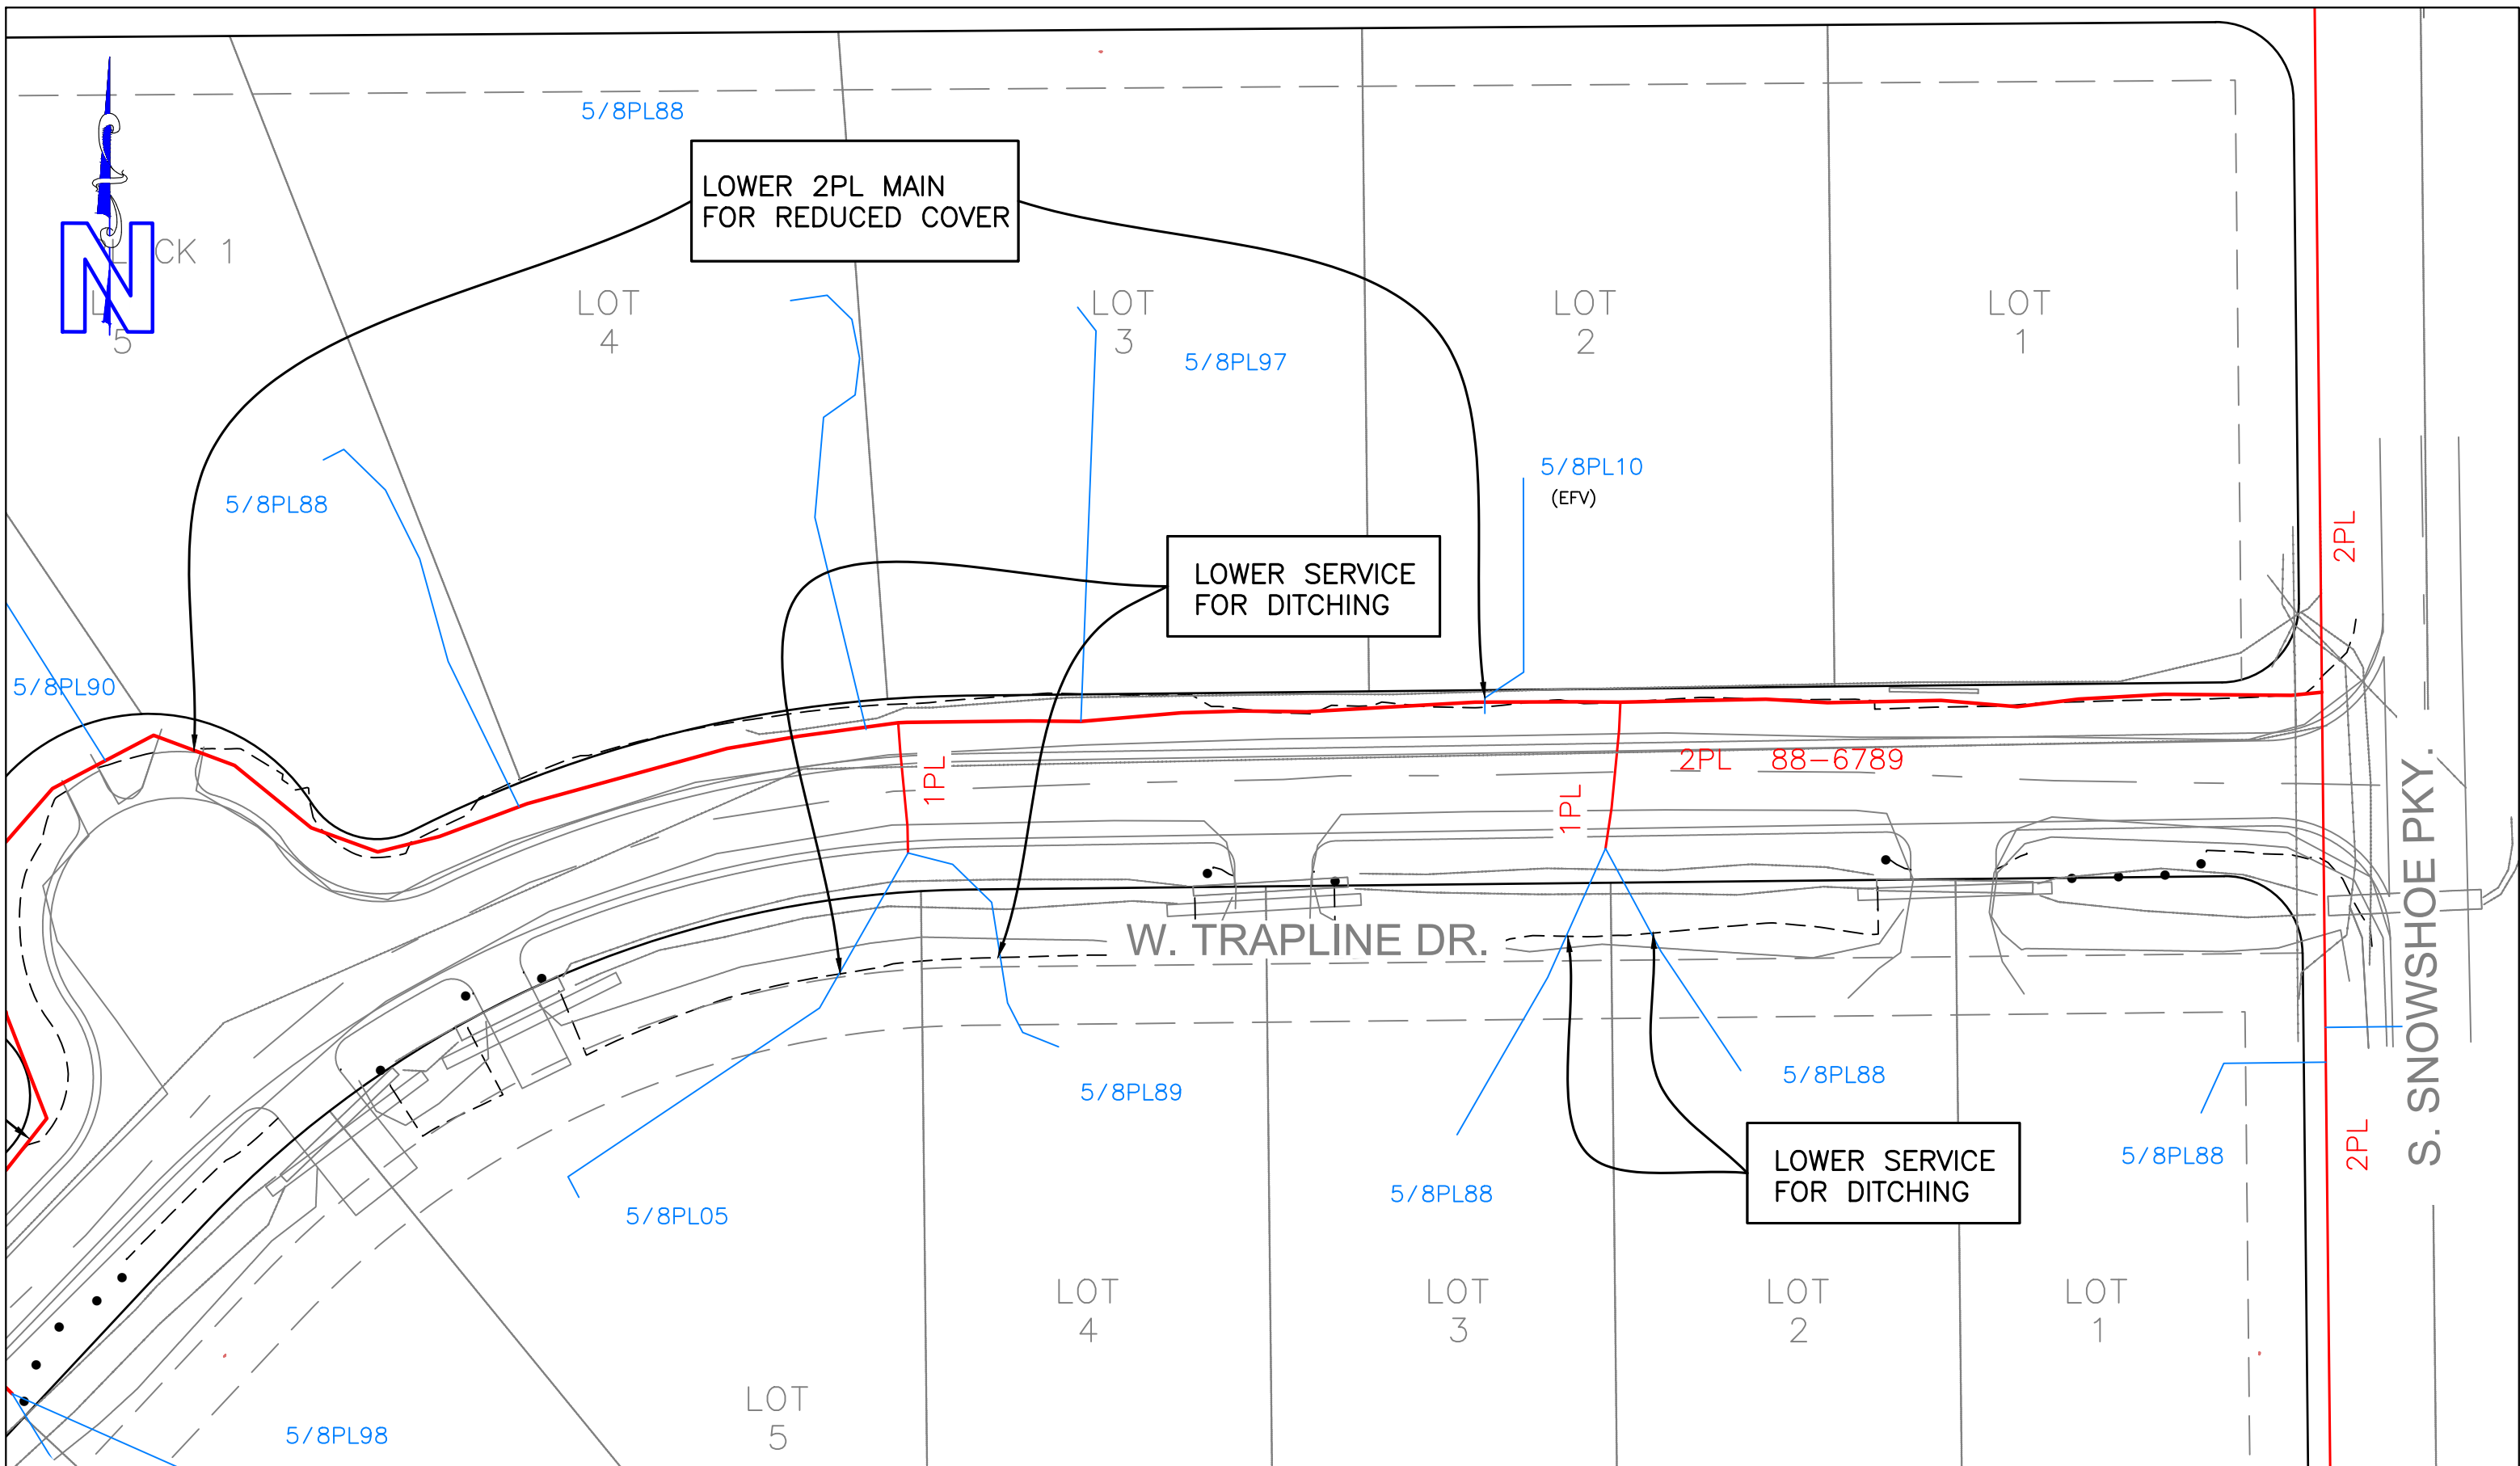 5/8PL88
LOWER 2PL MAIN
FOR REDUCED COVER
N
CK 1
5
LOT
4
LOT
3
LOT
2
LOT
1
5/8PL97
5/8PL88
5/8PL10
(EFV)
2PL
LOWER SERVICE
FOR DITCHING
5/8PL90
1PL
1PL
2PL 88-6789
W. TRAPLINE DR.
S. SNOWSHOE PKY.
5/8PL89
5/8PL88
5/8PL88
2PL
LOWER SERVICE
FOR DITCHING
5/8PL88
5/8PL05
LOT
4
LOT
3
LOT
2
LOT
1
LOT
5
5/8PL98